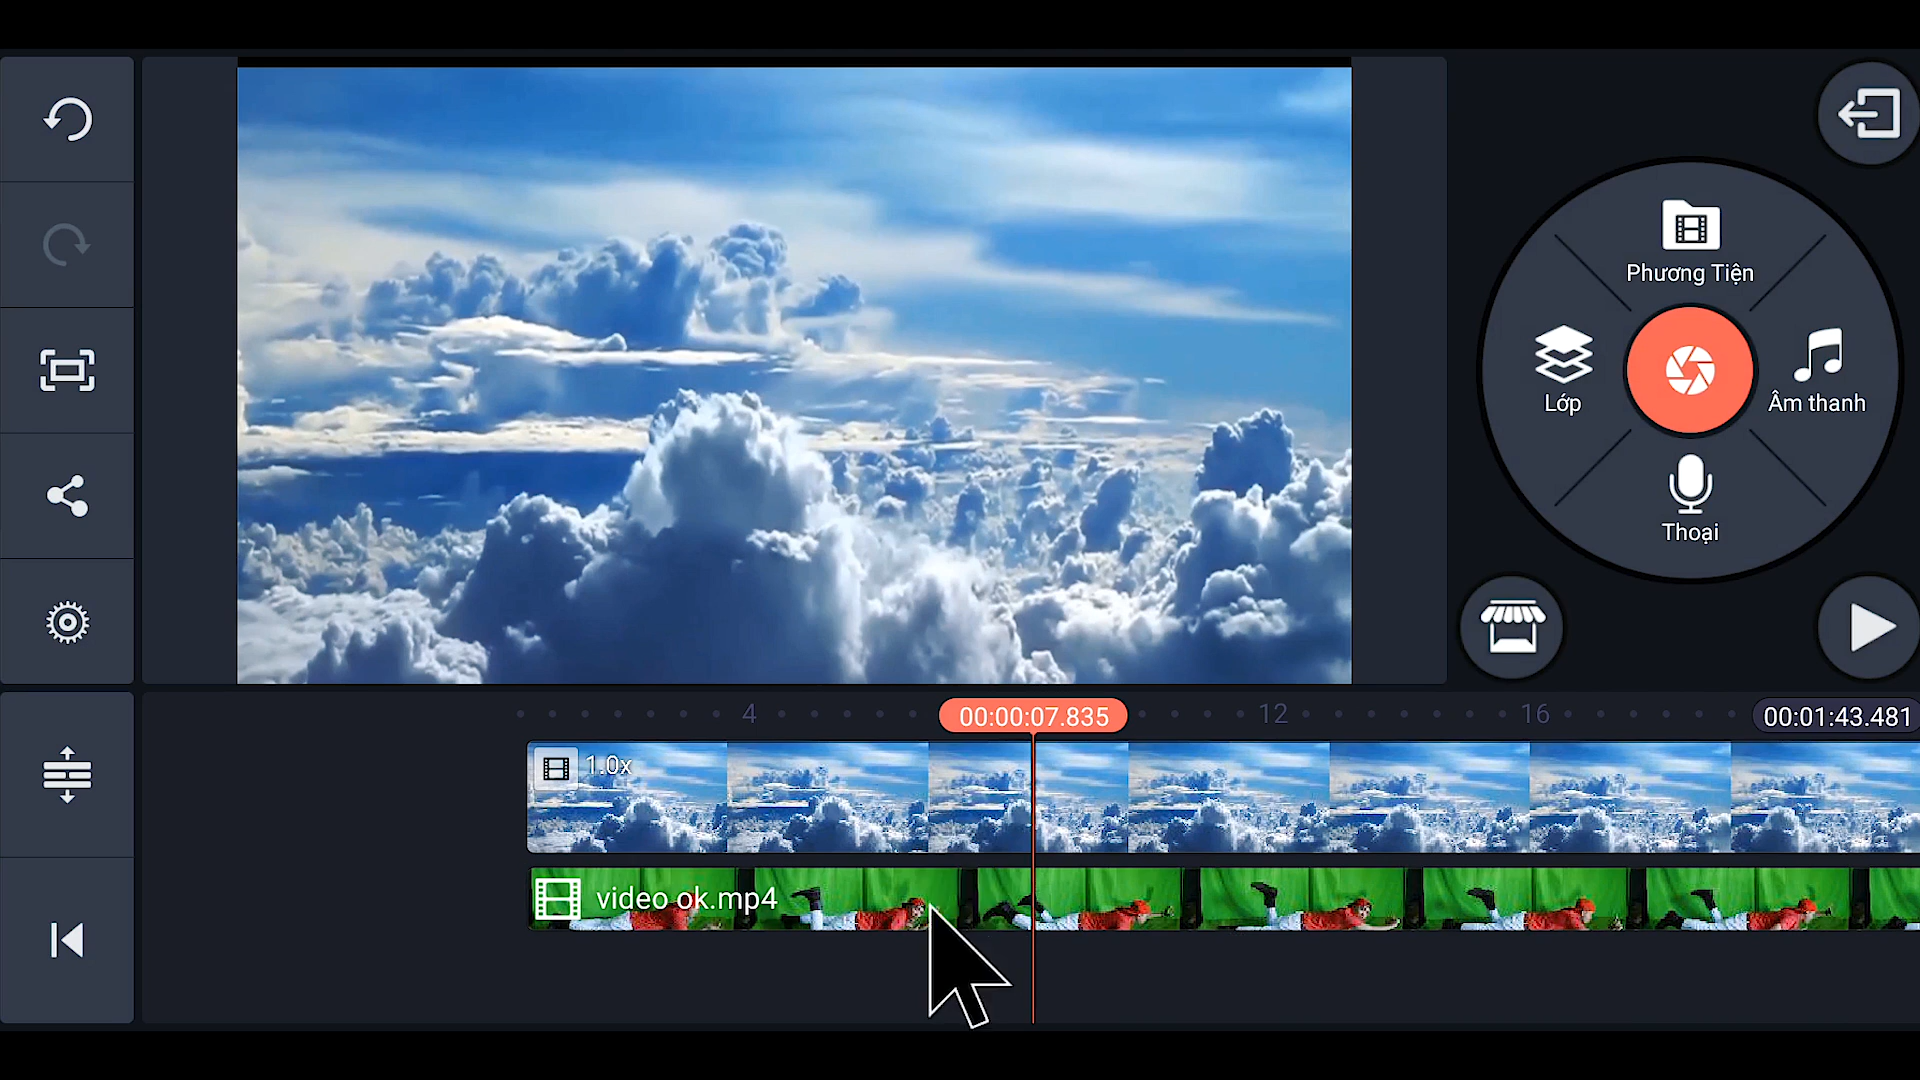 Phương Tiện
Lớp
Âm thanh
Thoại
4
00:00:07.835
12
16
00:01:43.481
1.0x
video ok.mp4